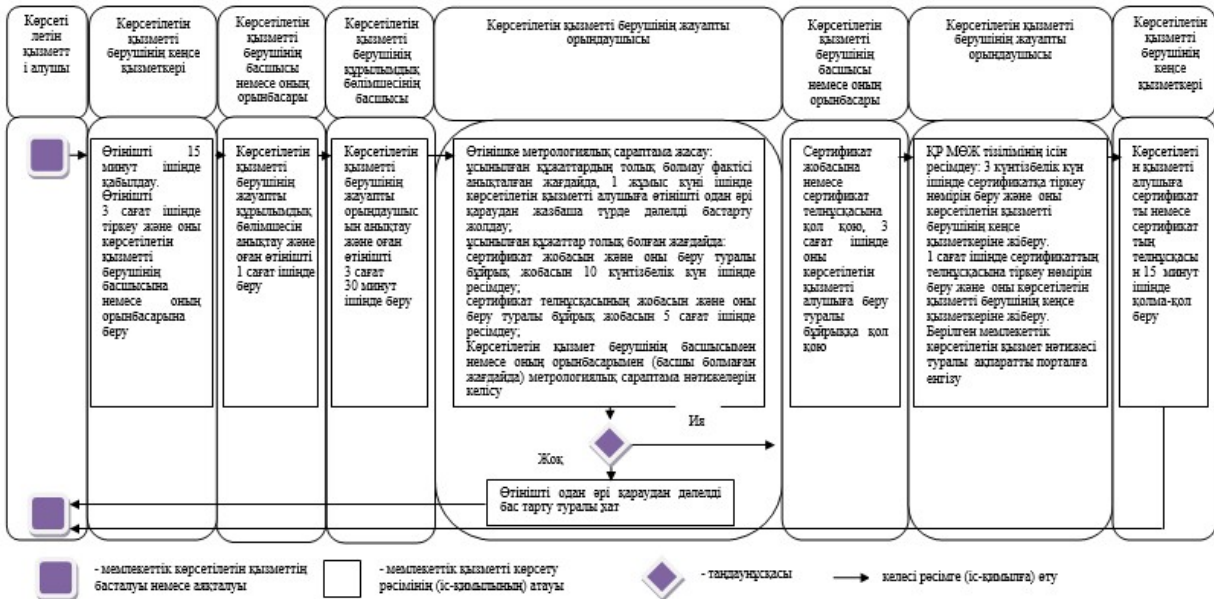 Көрсеті
летін
қызметт
і алушы
Көрсетілетін
қызметті
берушінің кеңсе
қызметкері
Көрсетілетін
қызметті
берушінің
басшысы
немесе оның
орынбасары
Көрсетілетін
қызметті
берушінің
құрылымдық
бөлімшесінің
басшысы
Көрсетілетін қызметті берушінің жауапты
орындаушысы
Көрсетілетін
қызметті
берушінің
басшысы
немесе оның
орынбасары
Көрсетілетін қызметті
берушінің жауапты
орындаушысы
Көрсетілетін
қызметті
берушінің
кеңсе
қызметкері
Өтінішті 15
минут ішінде
қабылдау.
Өтінішті
3 сағат ішінде
тіркеу және оны
көрсетілетін
қызметті
берушінің
басшысына
немесе оның
орынбасарына
беру
Көрсетілетін
қызметті
берушінің
жауапты
құрылымдық
бөлімшесін
анықтау және
оған өтінішті
1 сағат ішінде
беру
Көрсетілетін
қызметті
берушінің
жауапты
орындаушыс
ын анықтау
және оған
өтінішті
3 сағат
30 минут
ішінде беру
Өтінішке метрологиялық сараптама жасау:
ұсынылған құжаттардың толық болмау фактісі
анықталған жағдайда, 1 жұмыс күні ішінде
көрсетілетін қызметті алушыға өтінішті одан әрі
қараудан жазбаша түрде дәлелді бастарту
жолдау;
ұсынылған құжаттар толық болған жағдайда:
сертификат жобасын және оны беру туралы
бұйрық жобасын 10 күнтізбелік күн ішінде
ресімдеу;
сертификат телнұсқасының жобасын және оны
беру туралы бұйрық жобасын 5 сағат ішінде
ресімдеу;
Көрсетілетін қызмет берушінің басшысымен
немесе оның орынбасарымен (басшы болмаған
жағдайда) метрологиялық сараптама нәтижелерін
келісу
Сертификат
жобасына
немесе
сертификат
телнұсқасына
қол қою, 3
сағат ішінде
оны
көрсетілетін
қызметті
алушыға беру
туралы
бұйрыққа қол
қою
ҚР МӨЖ тізілімінің ісін
ресімдеу: 3 күнтізбелік күн
ішінде сертификатқа тіркеу
нөмірін беру және оны
көрсетілетін қызметті
берушінің кеңсе
қызметкеріне жіберу.
1 сағат ішінде сертификаттың
телнұсқасына тіркеу нөмірін
беру және оны көрсетілетін
қызметті берушінің кеңсе
қызметкеріне жіберу.
Берілген мемлекеттік
көрсетілетін қызмет нәтижесі
туралы ақпаратты порталға
енгізу
Көрсетілеті
н қызметті
алушыға
сертификат
ты немесе
сертификат
тың
телнұсқасы
н 15 минут
ішінде
қолма-қол
беру
Ия
Жоқ
Өтінішті одан әрі қараудан дәлелді
бас тарту туралы хат
- мемлекеттік көрсетілетін қызметтің
басталуы немесе аяқталуы
- мемлекеттік қызметті көрсету
рәсімінің (іс-қимылының) атауы
- таңдаунұсқасы
келесі рәсімге (іс-қимылға) өту